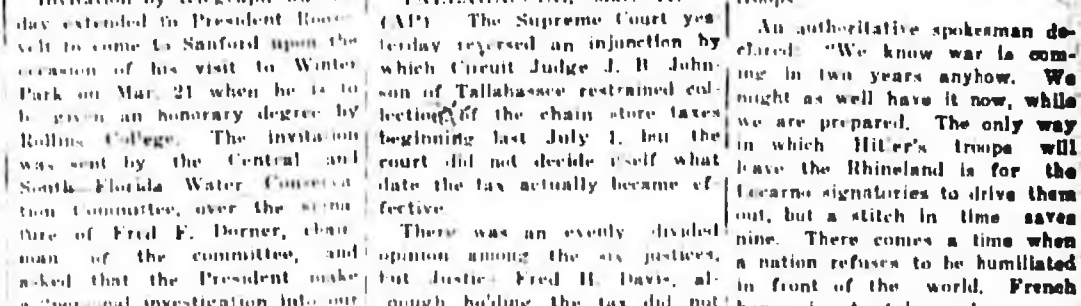 day extended to President Roose-
velt to come to Sanford upon the
occasion of his visit to Winter
Park on Mar. 21 when he is to
be given an honorary degree by
Rollins College. The invitation
was sent by the Central and
South Florida Water Conserva-
tion Committee, over the signa-
ture of Fred F. Dorner, chair-
man of the committee, and
asked that the President make
a personal investigation into our
(AP) The Supreme Court yes-
terday reversed an injunction by
which Circuit Judge J. B. John-
son of Tallahassee restrained col-
lection of the chain store taxes
beginning last July 1, but the
court did not decide itself what
date the tax actually became ef-
fective
There was an evenly divided
opinion among the six justices,
but Justice Fred H. Davis, al-
though holding the tax did not
troops
An authoritative spokesman de-
clared: "We know war is com-
ing in two years anyhow. We
might as well have it now, while
we are prepared. The only way
in which Hitler's troops will
leave the Rhineland is for the
Locarno signatories to drive them
out, but a stitch in time saves
nine. There comes a time when
a nation refuses to be humiliated
in front of the world. French